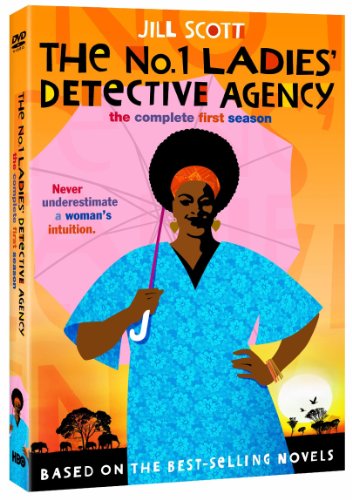 JILL SCOTT
THE No.1 LADIES'
DETECTIVE AGENCY
the complete first season
Never
underestimate
a woman's
intuition.
BASED ON THE BEST-SELLING NOVELS
DVD
THE No.1 LADIES' DETECTIVE AGENCY
the complete first season
HBO